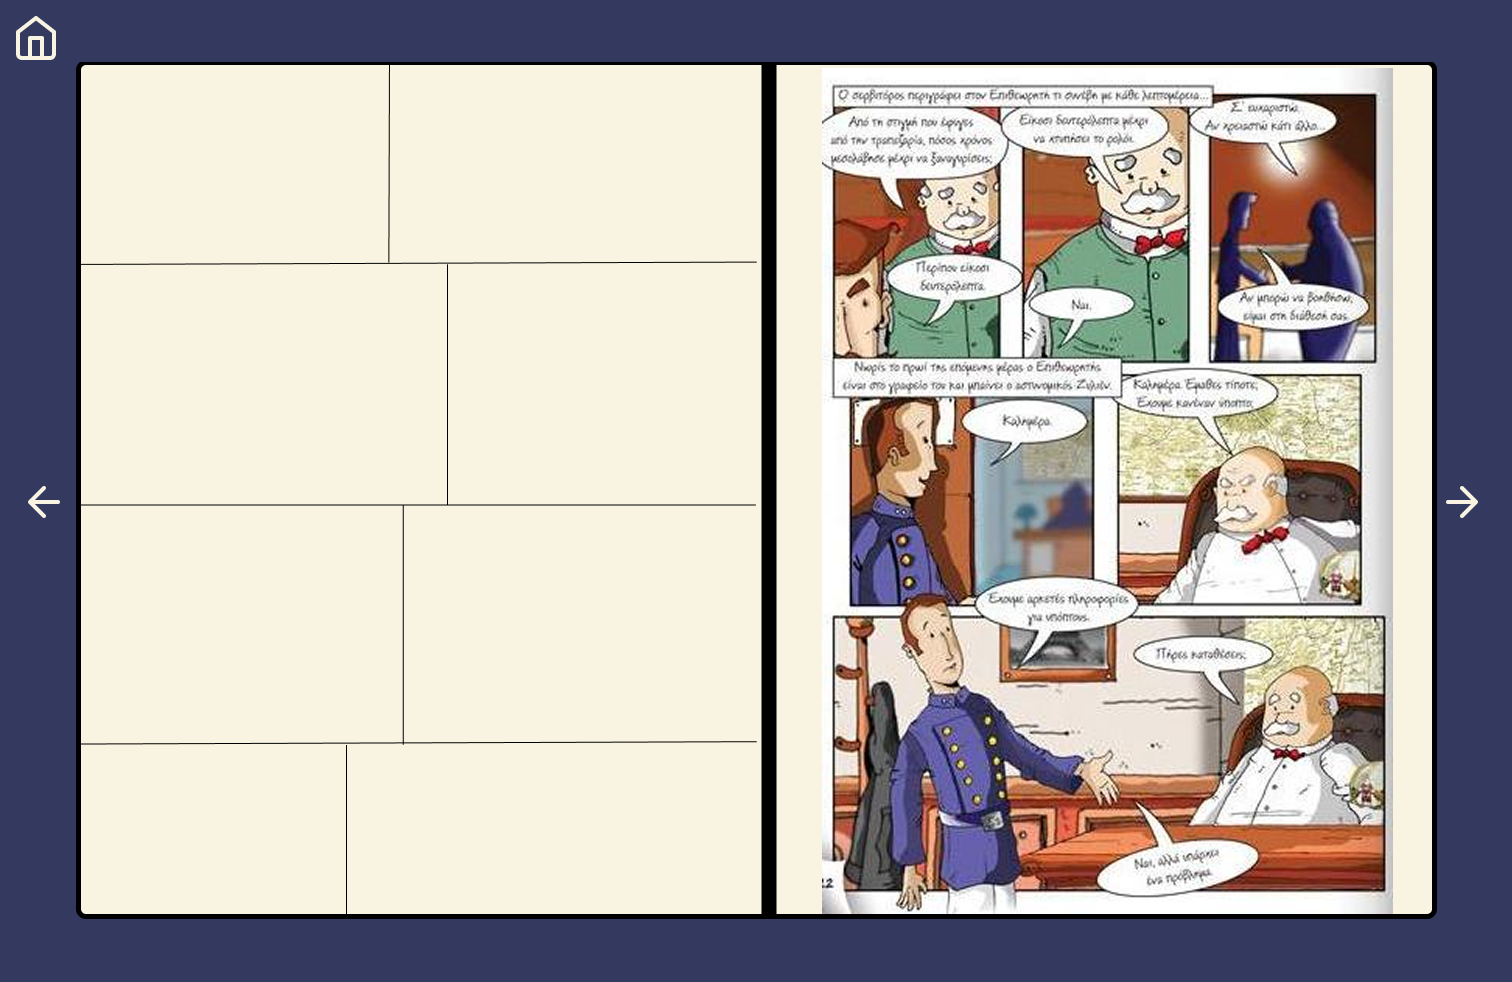 Ο σερβιτόρος περιγράφει στον Επιθεωρητή τι συνέβη με κάθε λεπτομέρεια...
Από τη στιγμή που έφυγες
από την τραπεζαρία, πόσος χρόνος
μεσολάβησε μέχρι να ξαναγυρίσεις;
Περίπου είκοσι
δευτερόλεπτα.
Είκοσι δευτερόλεπτα μέχρι
να χτυπήσει το ρολόι.
Ναι.
Σ' ευχαριστώ.
Αν χρειαστώ κάτι άλλο...
Αν μπορώ να βοηθήσω,
είμαι στη διάθεσή σας.
Νωρίς το πρωί της επόμενης μέρας ο Επιθεωρητής
είναι στο γραφείο του και μπαίνει ο αστυνομικός Ζυλιέν.
Καλημέρα.
Καλημέρα. Έμαθες τίποτε;
Έχουμε κανέναν ύποπτο;
Έχουμε αρκετές πληροφορίες
για υπόπτους.
Πήρες καταθέσεις;
Ναι, αλλά υπάρχει
ένα πρόβλημα.
22